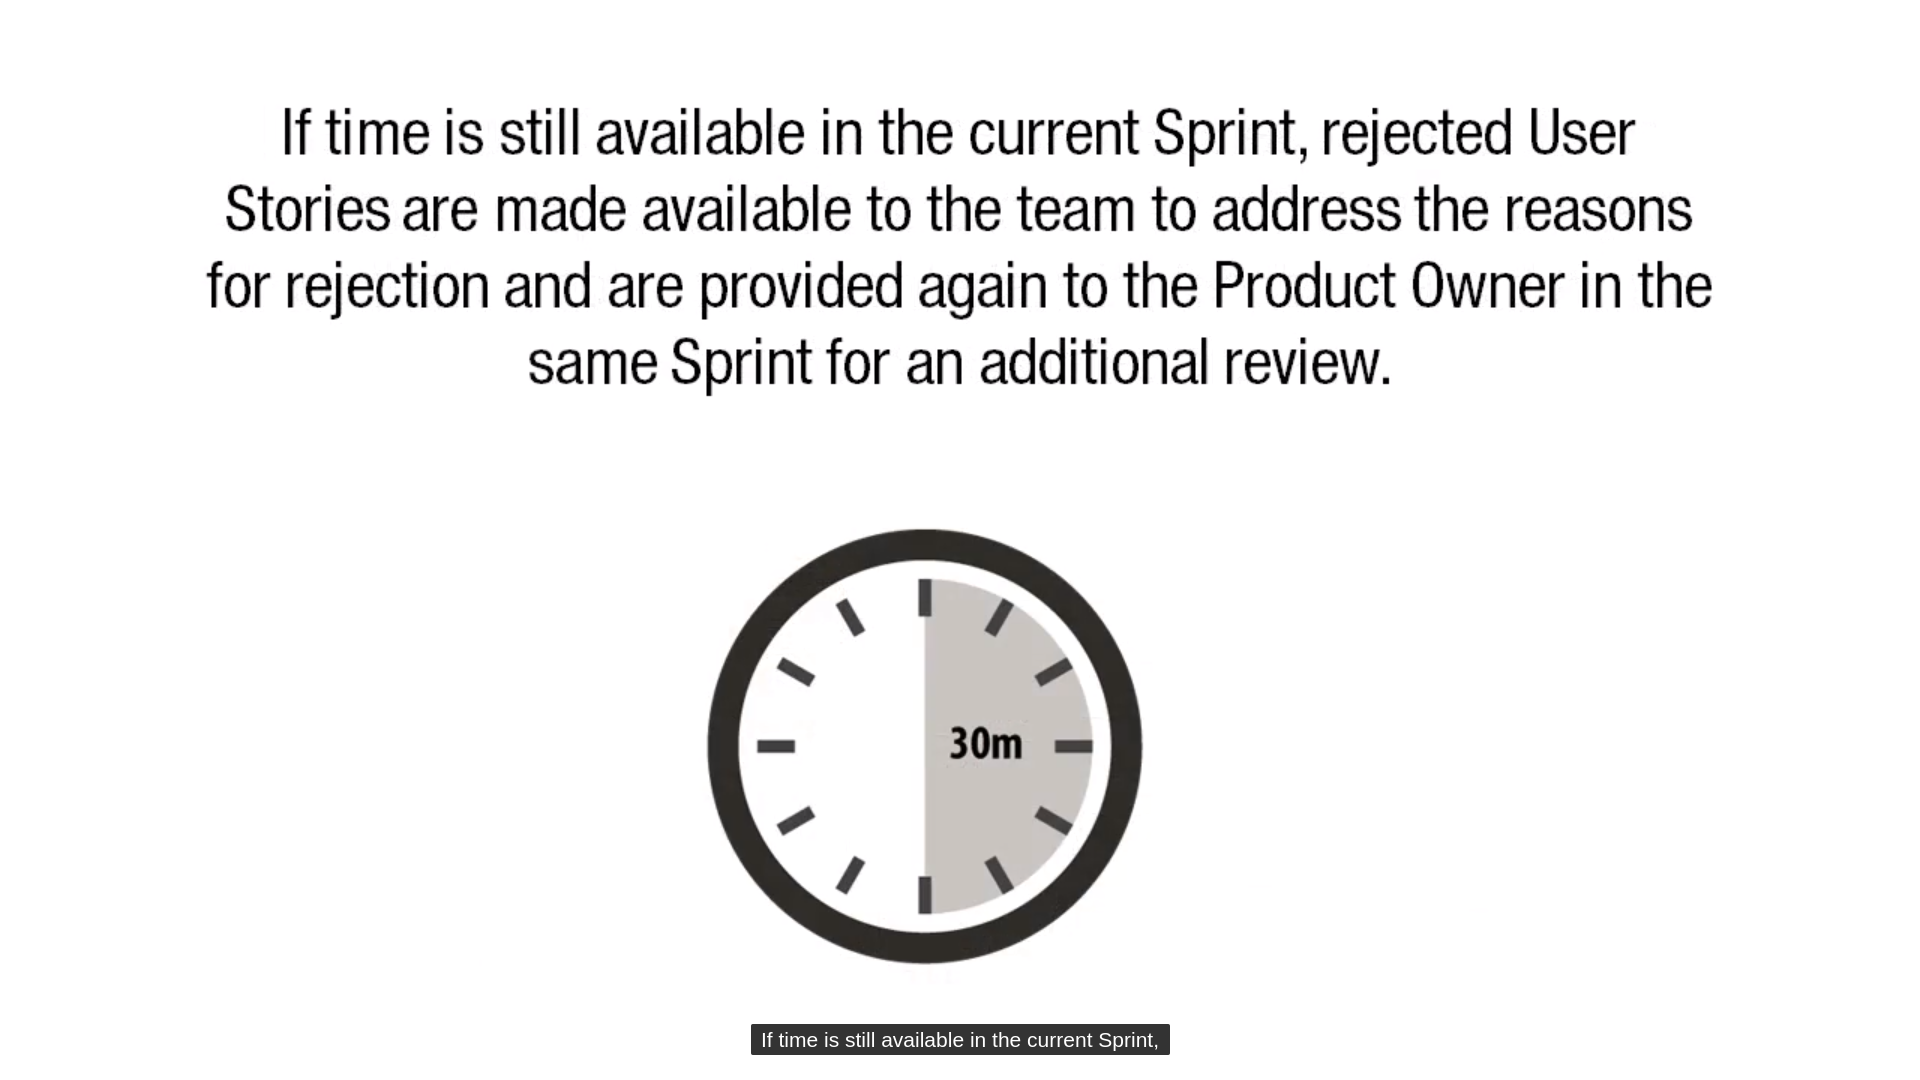 If time is still available in the current Sprint, rejected User
Stories are made available to the team to address the reasons
for rejection and are provided again to the Product Owner in the
same Sprint for an additional review.
30m
If time is still available in the current Sprint,